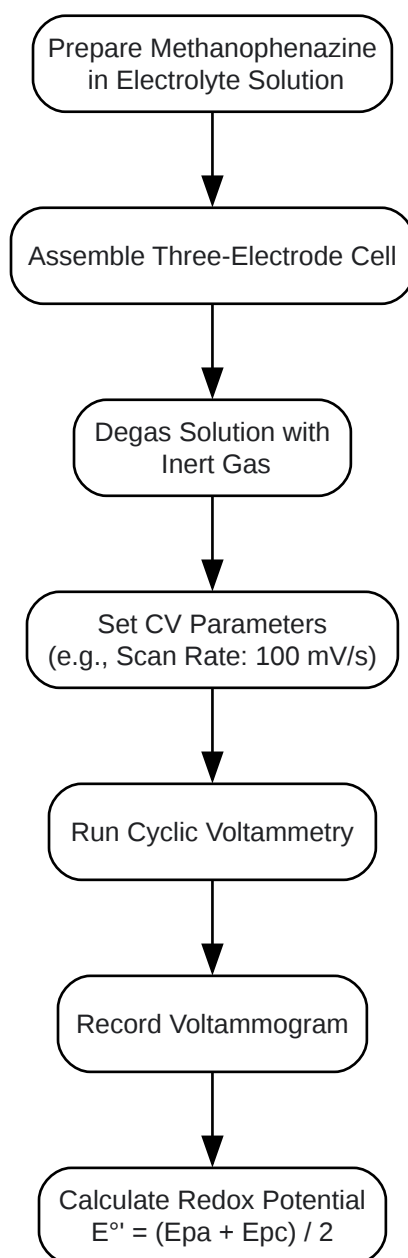 Prepare Methanophenazine
in Electrolyte Solution
Assemble Three-Electrode Cell
Degas Solution with
Inert Gas
Set CV Parameters
(e.g., Scan Rate: 100 mV/s)
Run Cyclic Voltammetry
Record Voltammogram
Calculate Redox Potential
E°' = (Epa + Epc) / 2